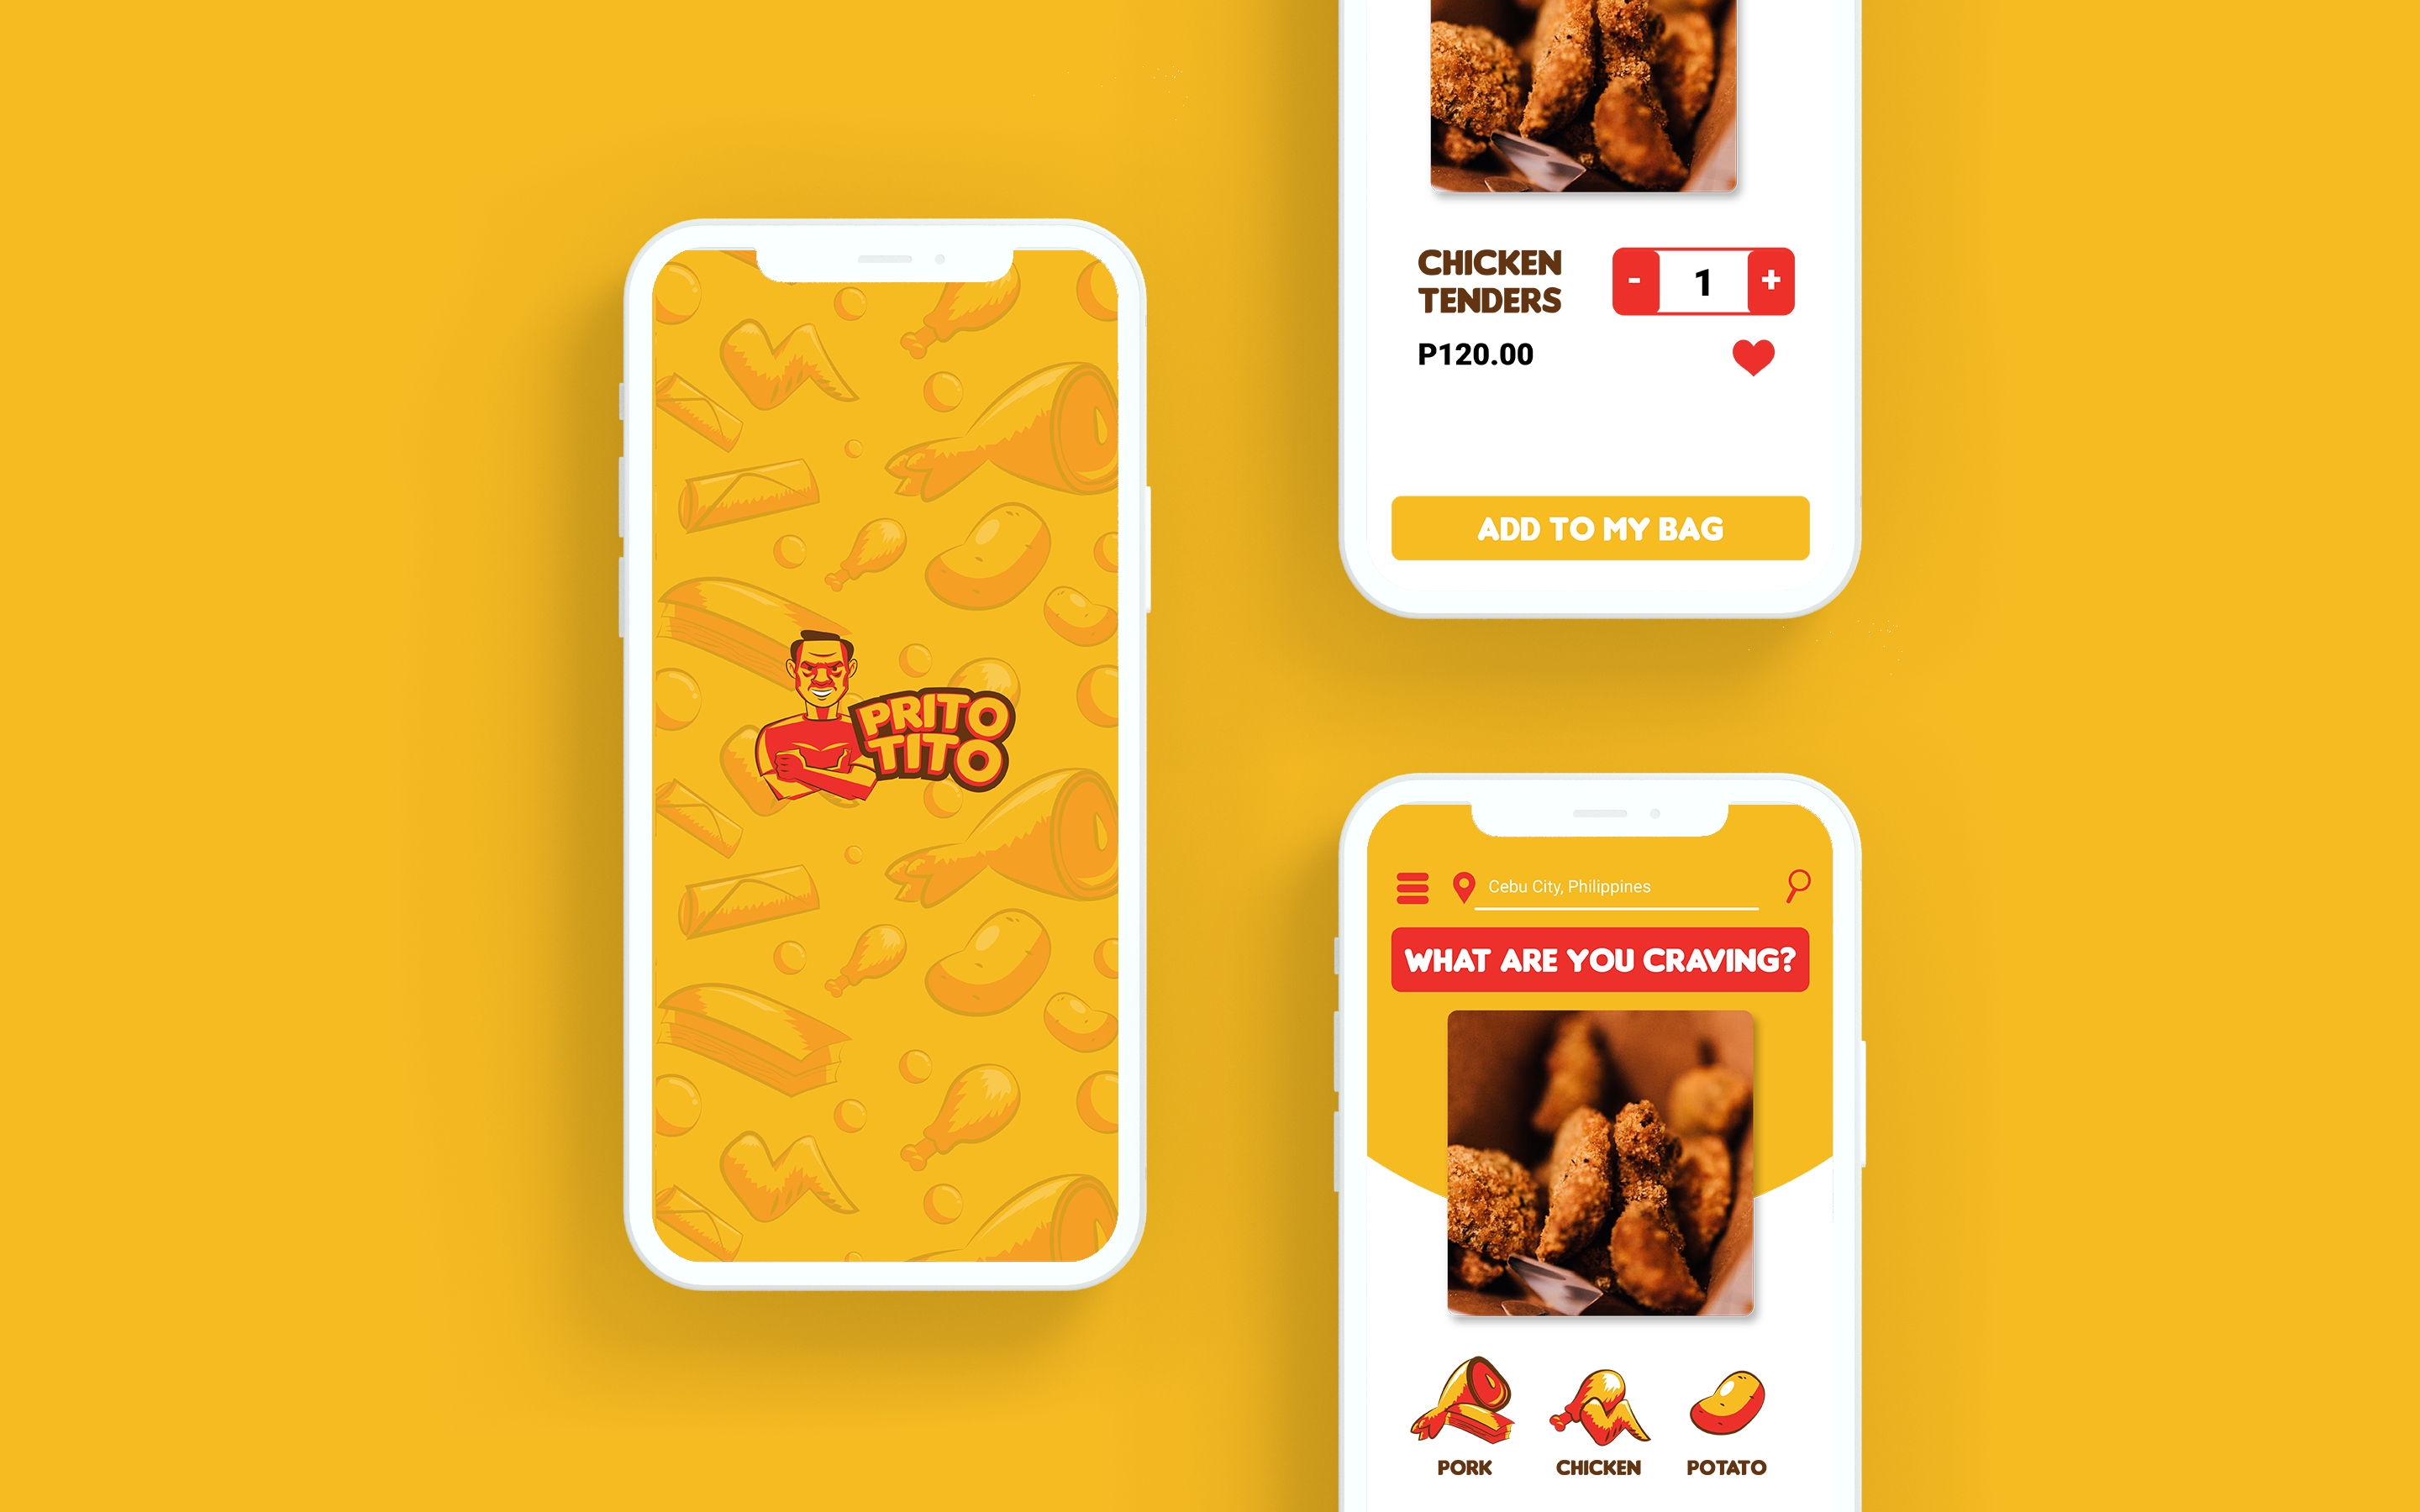 PRITO
TITO
CHICKEN
TENDERS
- 1 +
P120.00
ADD TO MY BAG
Cebu City, Philippines
WHAT ARE YOU CRAVING?
PORK CHICKEN POTATO